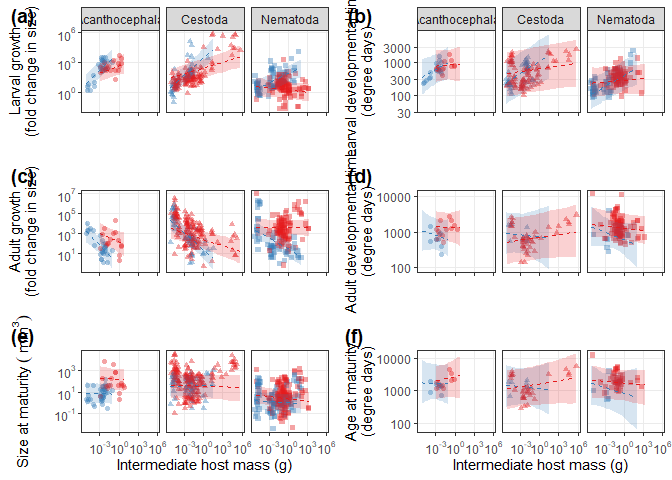 (a)
Acanthocephala Cestoda Nematoda
Larval growth
(fold change in size)
10^6
10^3
10^0
(b)
Acanthocephala Cestoda Nematoda
(degree days)
3000
1000
300
100
30
(c)
Adult growth
(fold change in size)
10^7
10^5
10^3
10^1
(d)
(degree days)
10000
1000
100
(e)
Size at maturity ( mm^3)
10^3
10^1
10^-1
10^-3 10^0 10^3 10^6 10^-3 10^0 10^3 10^6 10^-3 10^0 10^3 10^6
Intermediate host mass (g)
(f)
Age at maturity
(degree days)
10000
1000
100
10^-3 10^0 10^3 10^6 10^-3 10^0 10^3 10^6 10^-3 10^0 10^3 10^6
Intermediate host mass (g)